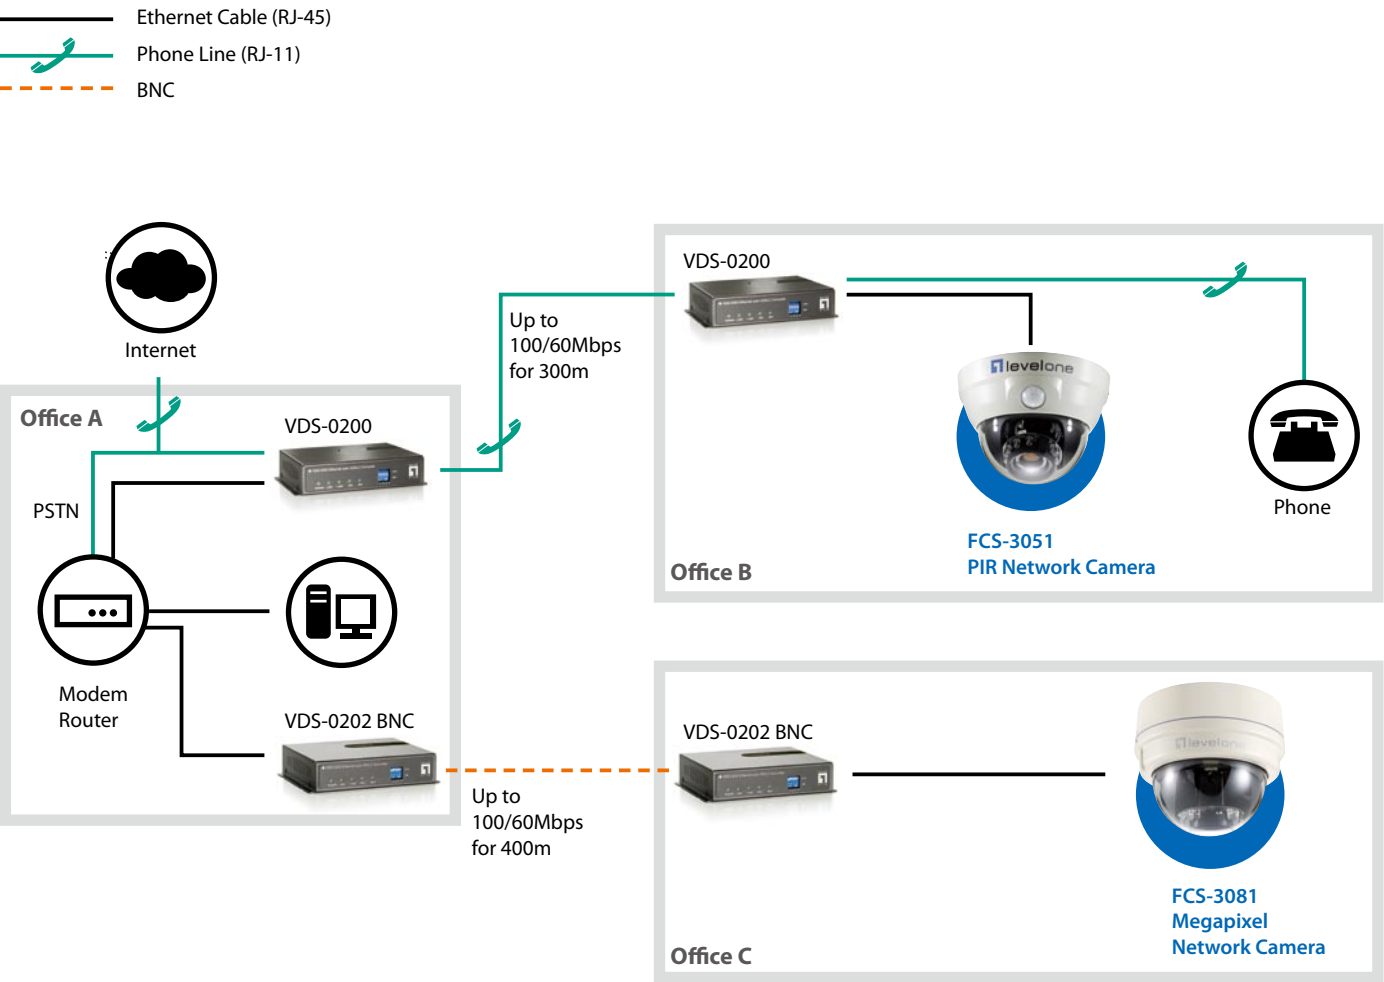 Ethernet Cable (RJ-45)
Phone Line (RJ-11)
BNC
Internet
Office A
VDS-0200
PSTN
Modem
Router
VDS-0202 BNC
Up to
100/60Mbps
for 300m
VDS-0200
levelone
FCS-3051
PIR Network Camera
Phone
Office B
Up to
100/60Mbps
for 400m
VDS-0202 BNC
levelone
FCS-3081
Megapixel
Network Camera
Office C